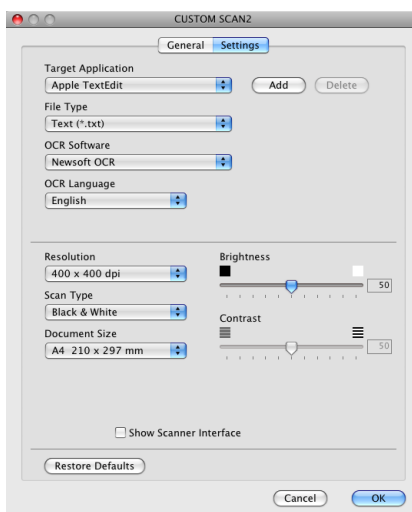 CUSTOM SCAN2
General Settings
Target Application
Apple TextEdit Add Delete
File Type
Text (*.txt)
OCR Software
Newsoft OCR
OCR Language
English
Resolution
400 x 400 dpi
Scan Type
Black & White
Document Size
A4 210 x 297 mm
Brightness
50
Contrast
50
Show Scanner Interface
Restore Defaults
Cancel OK